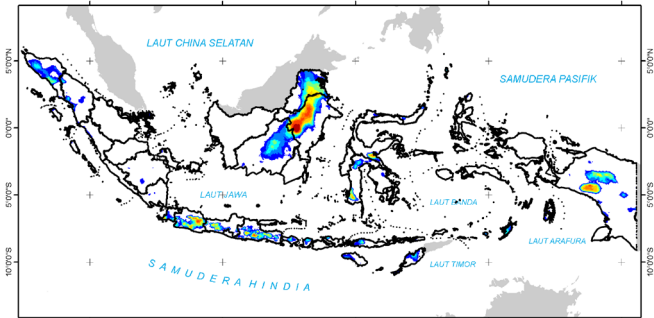 LAUT CHINA SELATAN
SAMUDERA PASIFIK
5°0'0"N
5°0'0"N
0°0'0"
0°0'0"
LAUT JAWA
LAUT BANDA
5°0'0"S
5°0'0"S
LAUT ARAFURA
LAUT TIMOR
10°0'0"S
10°0'0"S
SAMUDERA HINDIA